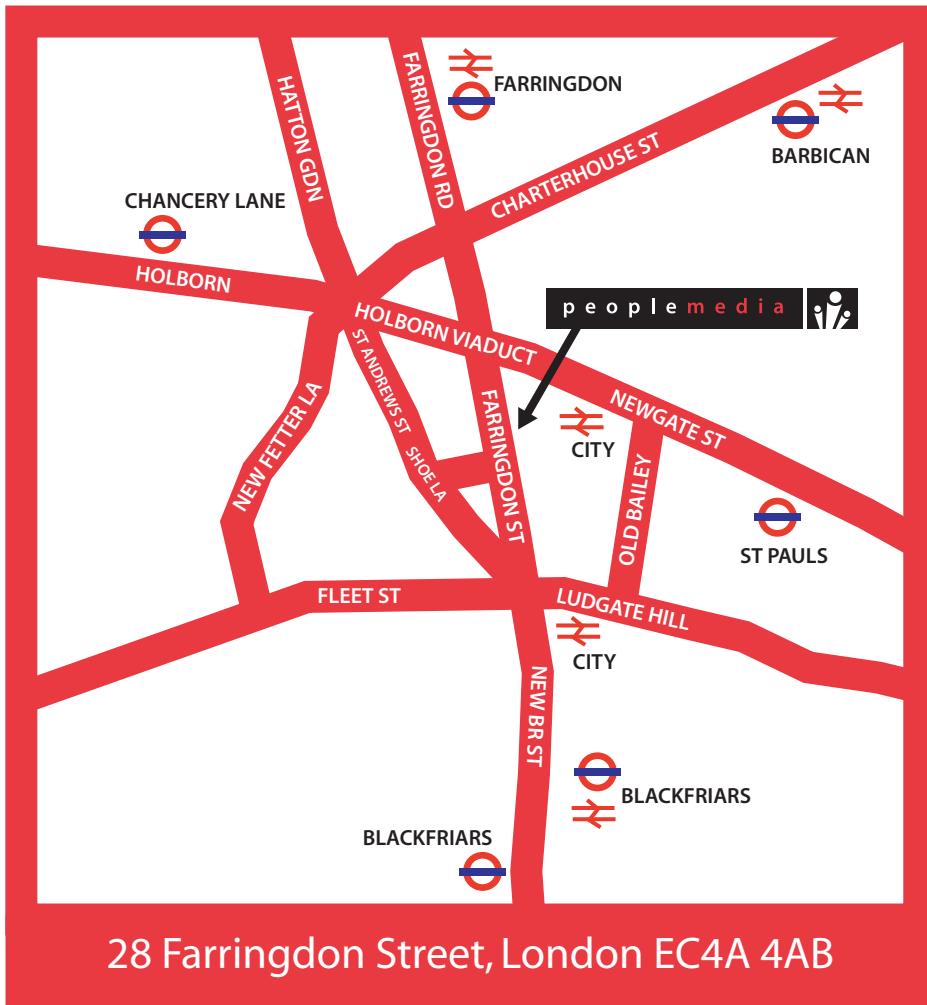 HATTON GDN
FARRINGDON RD
FARRINGDON
CHARTERHOUSE ST
BARBICAN
CHANCERY LANE
HOLBORN
HOLBORN VIADUCT
peoplemedia
ST ANDREWS ST
NEW FETTER LA
SHOE LA
FARRINGDON ST
CITY
NEWGATE ST
OLD BAILEY
ST PAULS
FLEET ST
LUDGATE HILL
CITY
NEW BR ST
BLACKFRIARS
BLACKFRIARS
28 Farringdon Street, London EC4A 4AB